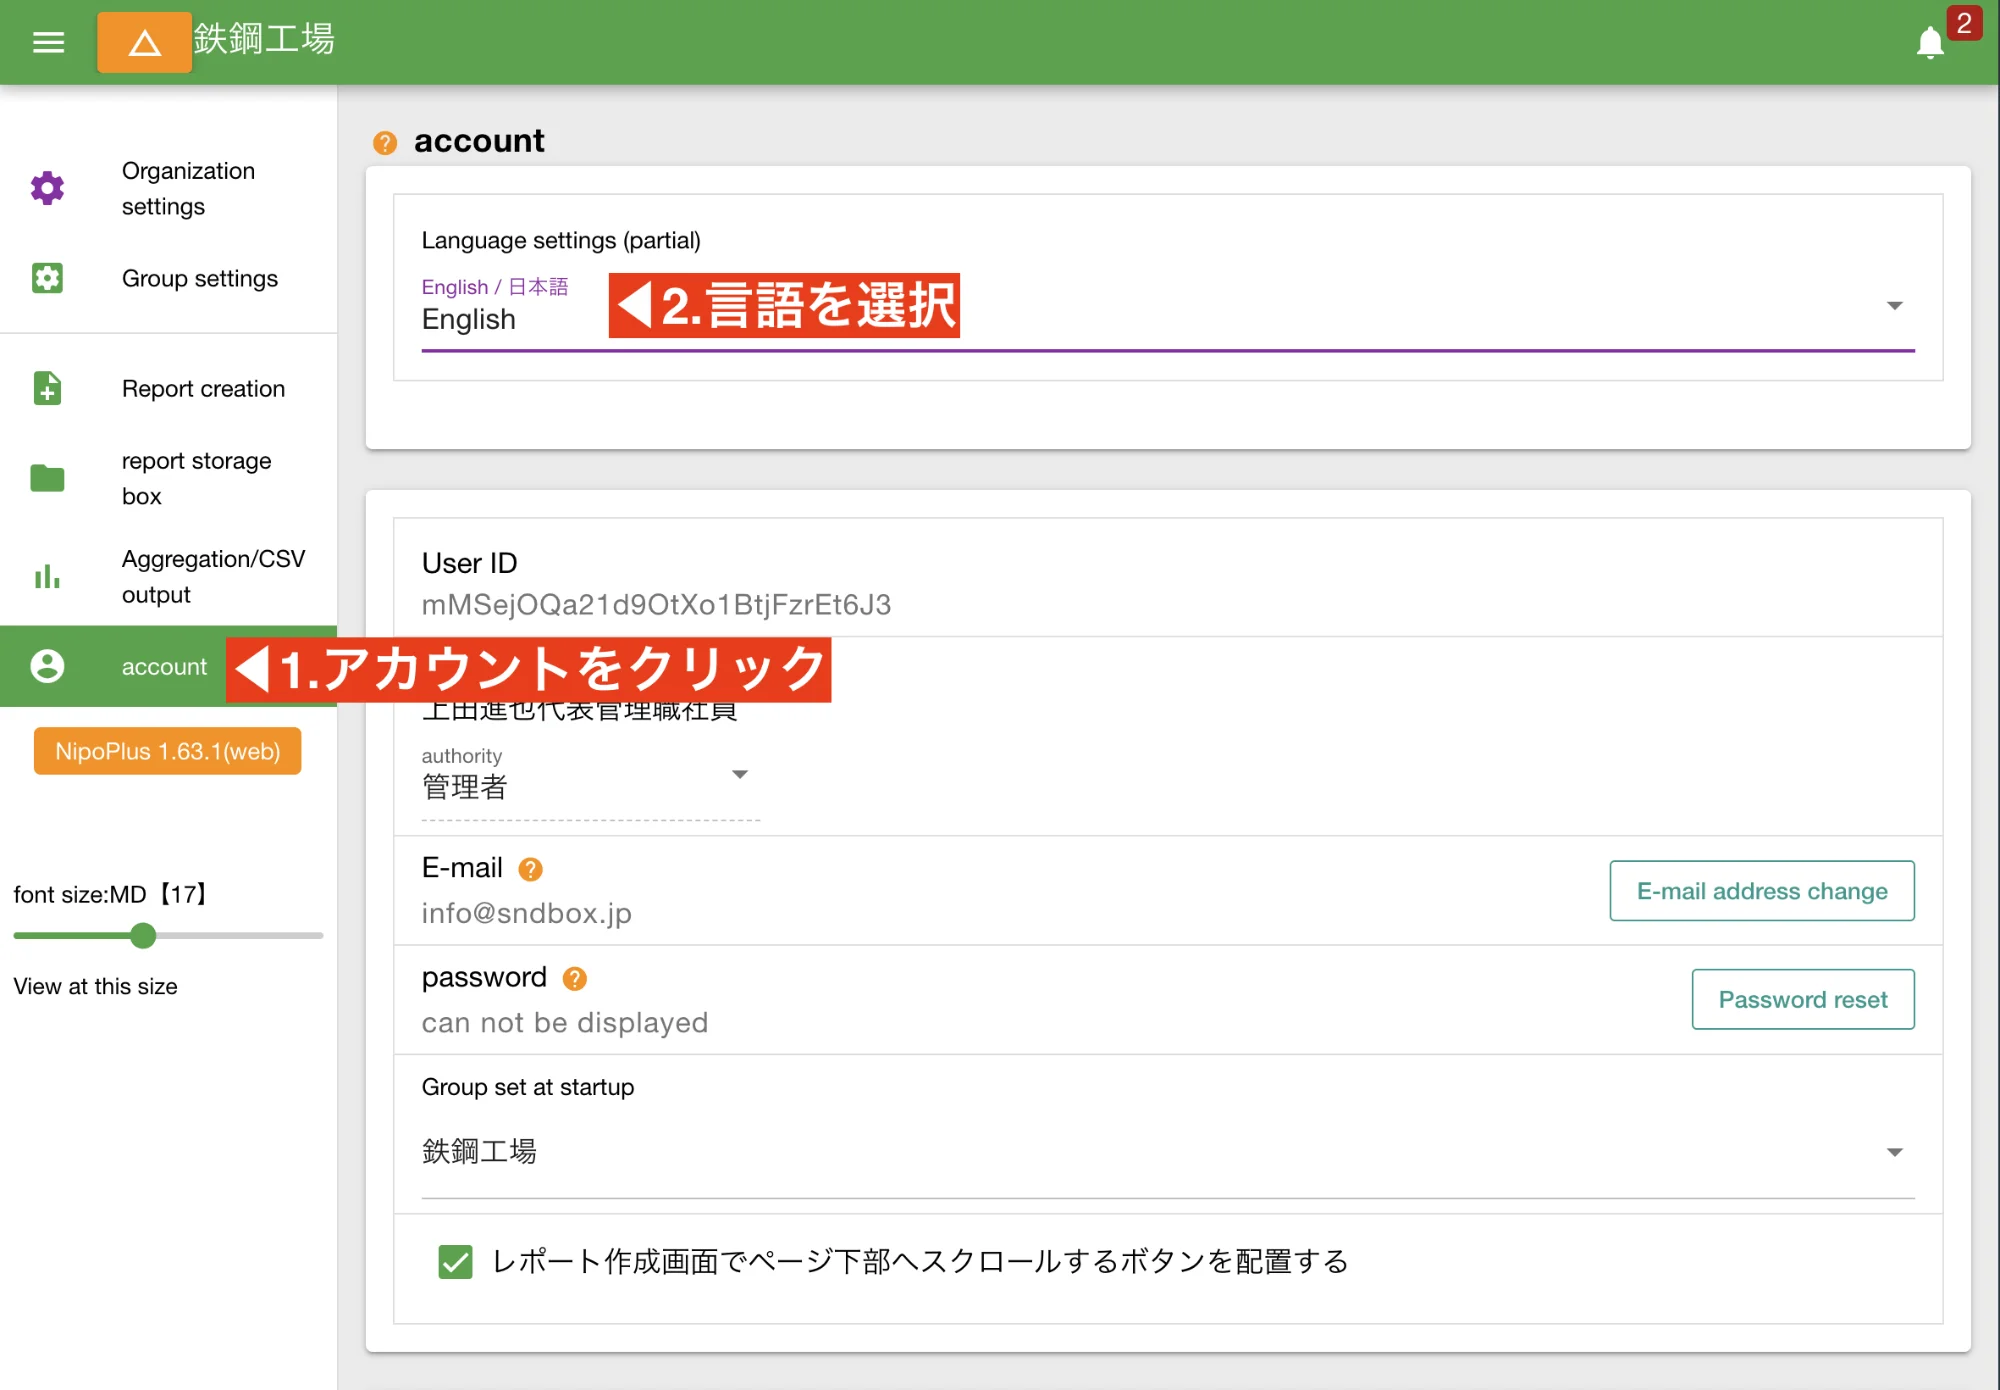 鉄鋼工場
2
Organization
settings
Group settings
Report creation
report storage
box
Aggregation/CSV
output
account
◀1.アカウントをクリック
NipoPlus 1.63.1(web)
font size:MD【17】
View at this size
account
Language settings (partial)
English / 日本語
English
◀2.言語を選択
User ID
mMSejOQa21d9OtXo1BtjFzrEt6J3
上田進也代表管理職社員
authority
管理者
E-mail
info@sndbox.jp
E-mail address change
password
can not be displayed
Password reset
Group set at startup
鉄鋼工場
レポート作成画面でページ下部へスクロールするボタンを配置する